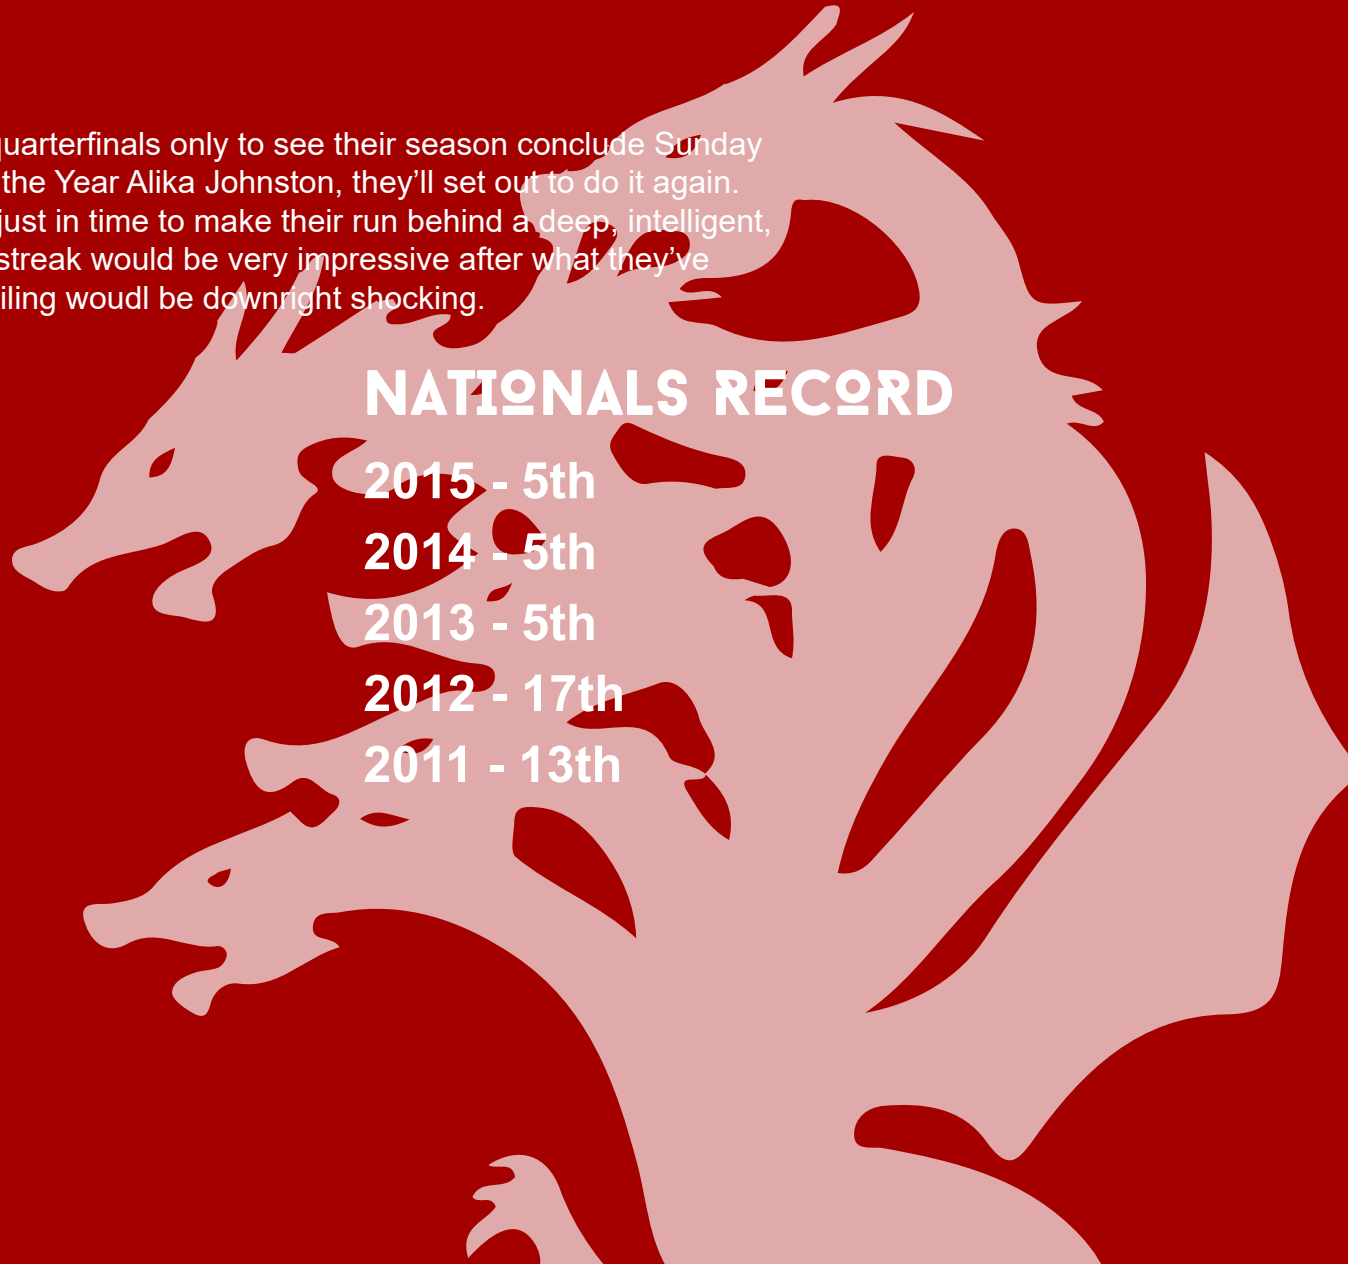 quarterfinals only to see their season conclude Sunday
the Year Alika Johnston, they’ll set out to do it again.
just in time to make their run behind a deep, intelligent,
streak would be very impressive after what they’ve
iling woudl be downright shocking.
NATIONALS RECORD
2015 - 5th
2014 - 5th
2013 - 5th
2012 - 17th
2011 - 13th